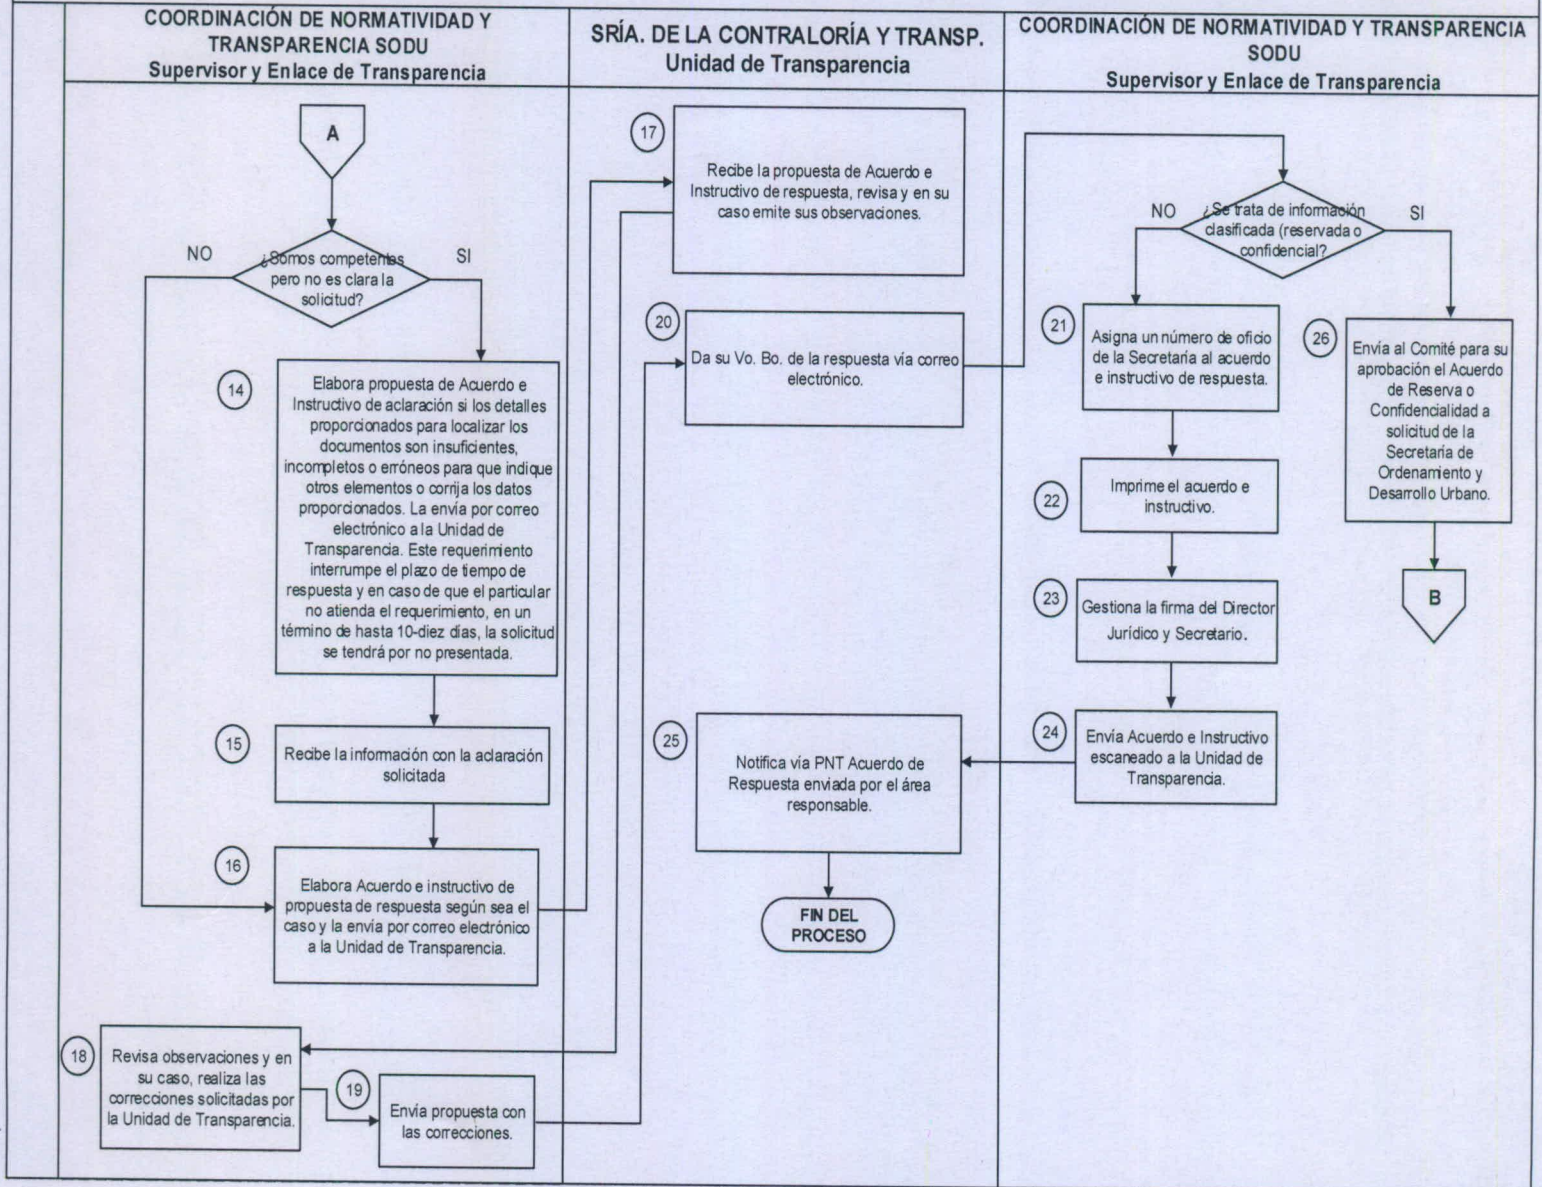 COORDINACIÓN DE NORMATIVIDAD Y
TRANSPARENCIA SODU
Supervisor y Enlace de Transparencia
SRÍA. DE LA CONTRALORÍA Y TRANSP.
Unidad de Transparencia
COORDINACIÓN DE NORMATIVIDAD Y TRANSPARENCIA
SODU
Supervisor y Enlace de Transparencia
A
NO
¿Somos competentes
pero no es clara la
solicitud?
SI
14
Elabora propuesta de Acuerdo e
Instructivo de aclaración si los detalles
proporcionados para localizar los
documentos son insuficientes,
incompletos o erróneos para que indique
otros elementos o corrija los datos
proporcionados. La envía por correo
electrónico a la Unidad de
Transparencia. Este requerimiento
interrumpe el plazo de tiempo de
respuesta y en caso de que el particular
no atienda el requerimiento, en un
término de hasta 10-diez días, la solicitud
se tendrá por no presentada.
15
Recibe la información con la aclaración
solicitada
16
Elabora Acuerdo e instructivo de
propuesta de respuesta según sea el
caso y la envía por correo electrónico
a la Unidad de Transparencia.
17
Recibe la propuesta de Acuerdo e
Instructivo de respuesta, revisa y en su
caso emite sus observaciones.
18
Revisa observaciones y en
su caso, realiza las
correcciones solicitadas por
la Unidad de Transparencia.
19
Envía propuesta con
las correcciones.
20
Da su Vo. Bo. de la respuesta vía correo
electrónico.
NO
¿Se trata de información
clasificada (reservada o
confidencial?
SI
21
Asigna un número de oficio
de la Secretaría al acuerdo
e instructivo de respuesta.
22
Imprime el acuerdo e
instructivo.
23
Gestiona la firma del Director
Jurídico y Secretario.
24
Envía Acuerdo e Instructivo
escaneado a la Unidad de
Transparencia.
25
Notifica vía PNT Acuerdo de
Respuesta enviada por el área
responsable.
FIN DEL
PROCESO
26
Envía al Comité para su
aprobación el Acuerdo
de Reserva o
Confidencialidad a
solicitud de la
Secretaría de
Ordenamiento y
Desarrollo Urbano.
B